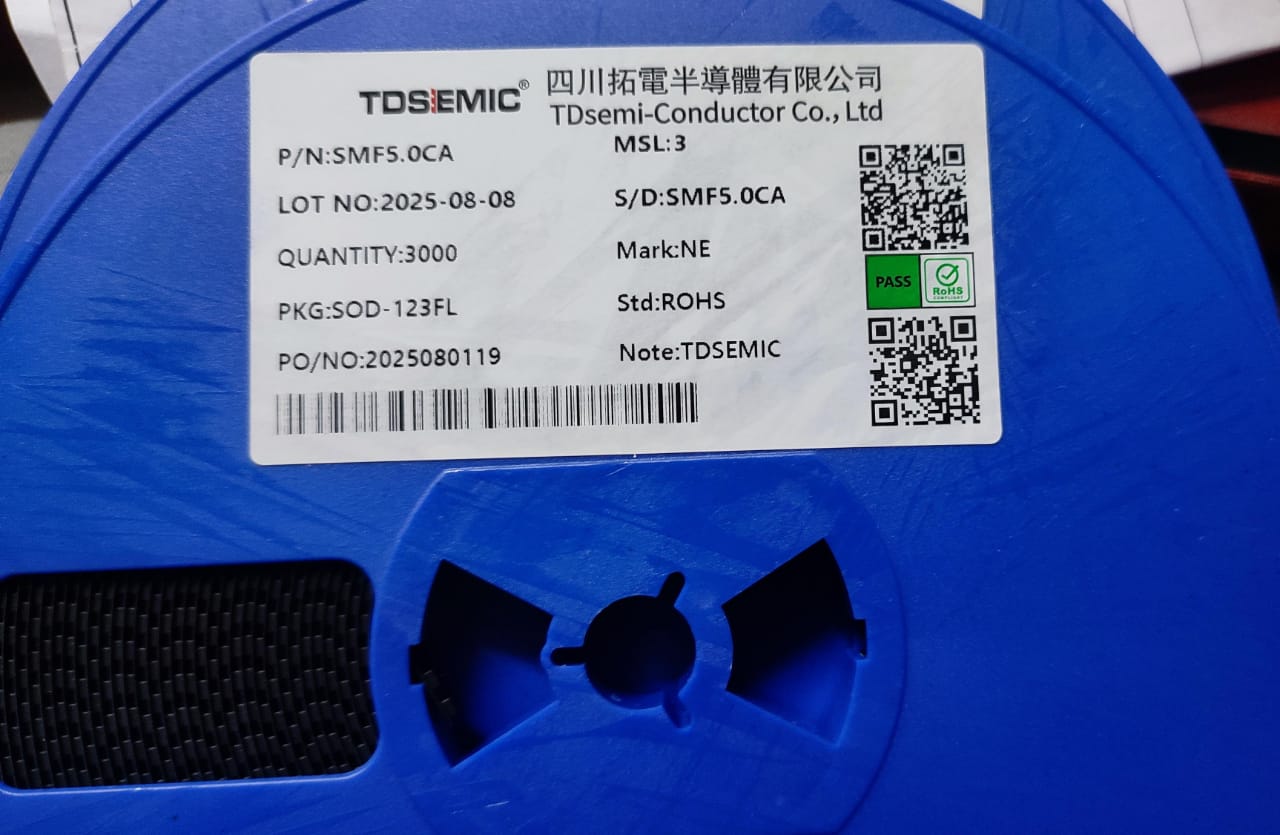 TDSEMIC®
四川拓電半導體有限公司
TDsemi-Conductor Co., Ltd
P/N:SMF5.0CA
MSL:3
LOT NO:2025-08-08
S/D:SMF5.0CA
QUANTITY:3000
Mark:NE
PKG:SOD-123FL
Std:ROHS
PO/NO:2025080119
Note:TDSEMIC
PASS
RoHS
COMPLIANT